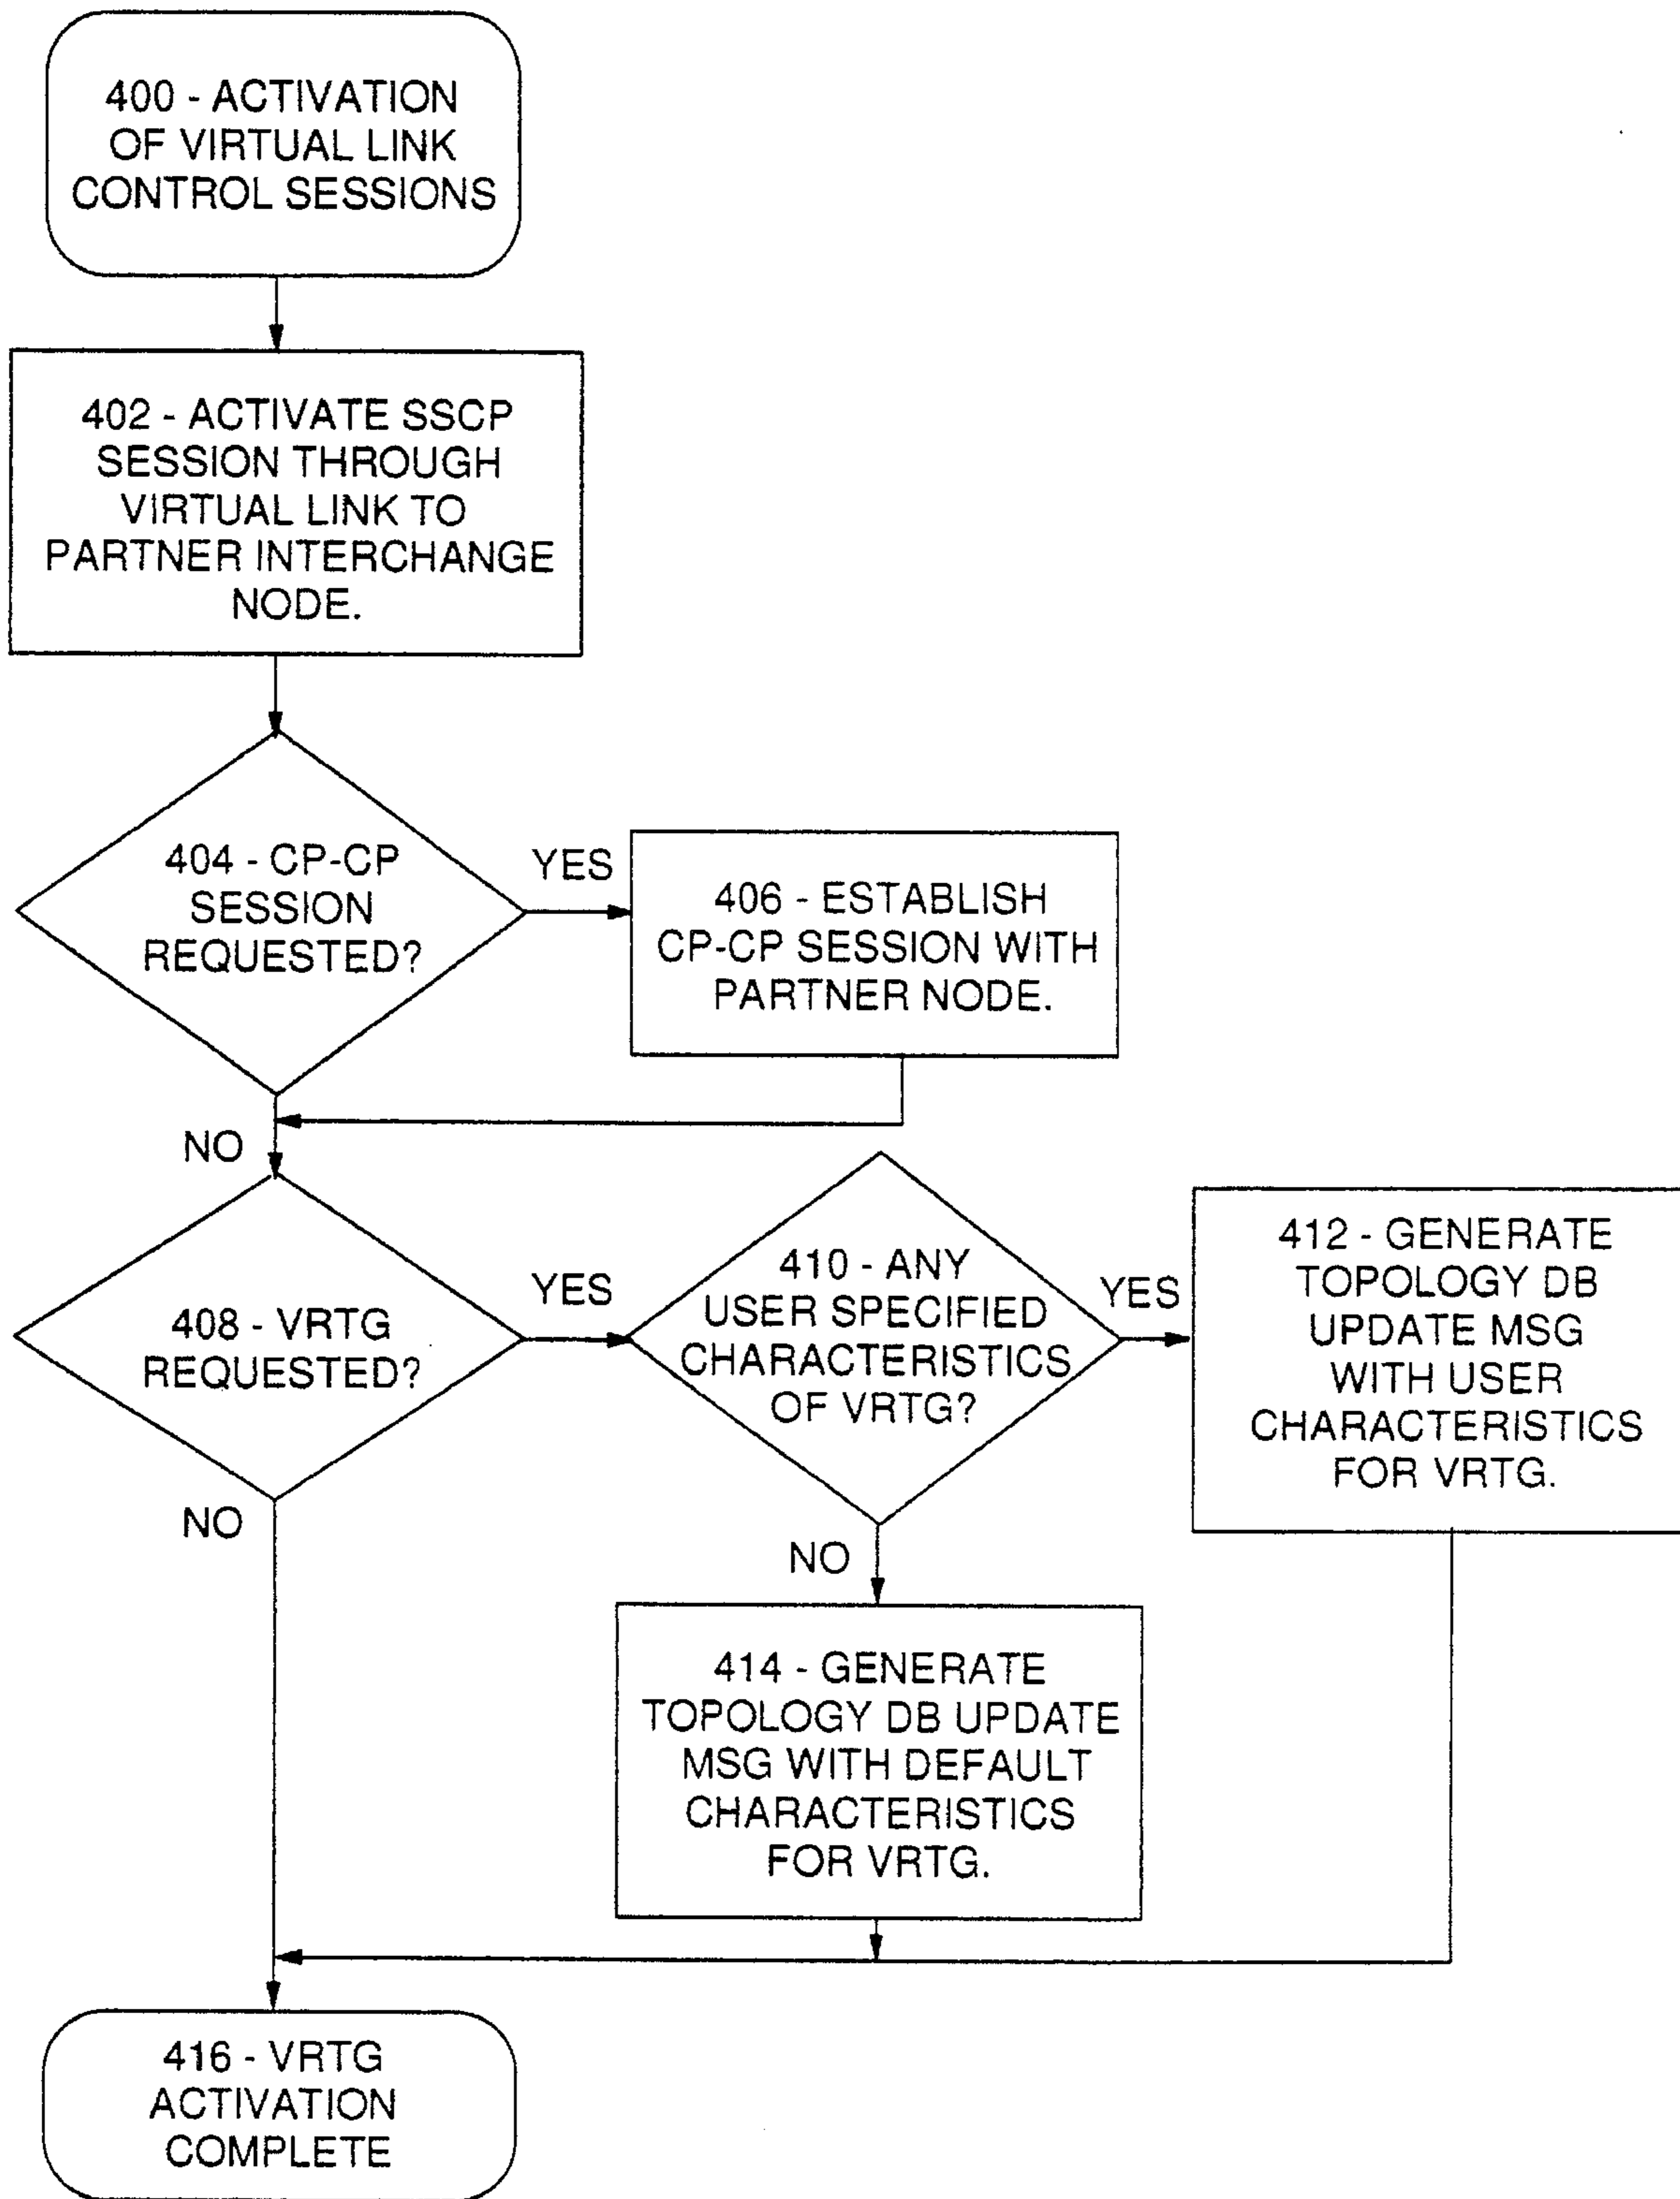 400 - ACTIVATION
OF VIRTUAL LINK
CONTROL SESSIONS
402 - ACTIVATE SSCP
SESSION THROUGH
VIRTUAL LINK TO
PARTNER INTERCHANGE
NODE.
404 - CP-CP
SESSION
REQUESTED?
YES
406 - ESTABLISH
CP-CP SESSION WITH
PARTNER NODE.
NO
408 - VRTG
REQUESTED?
YES
410 - ANY
USER SPECIFIED
CHARACTERISTICS
OF VRTG?
YES
412 - GENERATE
TOPOLOGY DB
UPDATE MSG
WITH USER
CHARACTERISTICS
FOR VRTG.
NO
NO
414 - GENERATE
TOPOLOGY DB UPDATE
MSG WITH DEFAULT
CHARACTERISTICS
FOR VRTG.
416 - VRTG
ACTIVATION
COMPLETE